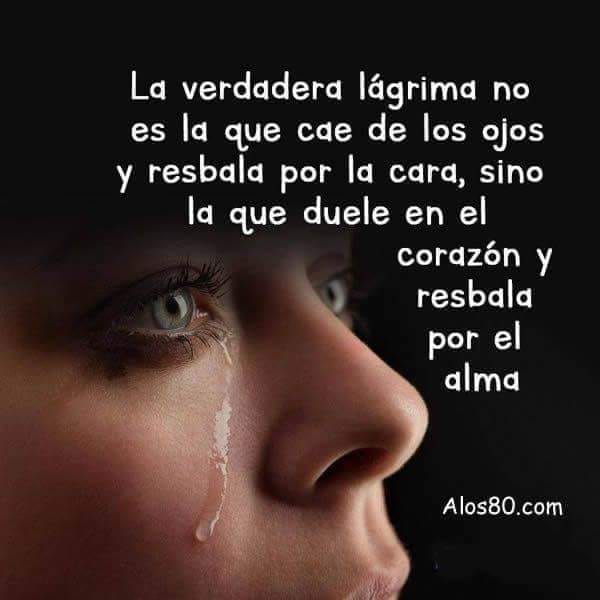 La verdadera lágrima no
es la que cae de los ojos
y resbala por la cara, sino
la que duele en el
corazón y
resbala
por el
alma
Alos80.com